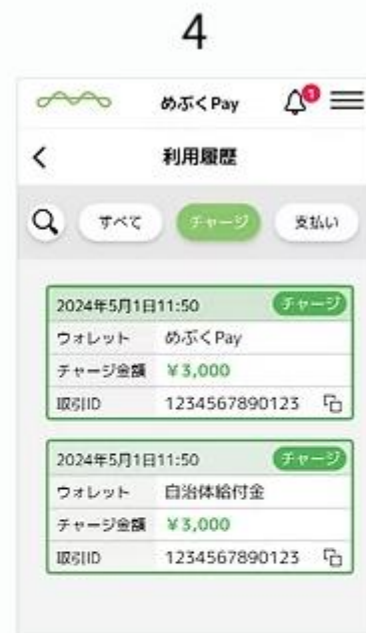 4
めぶくPay 1
利用履歴
すべて チャージ 支払い
2024年5月1日11:50 チャージ
ウォレット めぶくPay
チャージ金額 ¥3,000
取引ID 1234567890123
2024年5月1日11:50 チャージ
ウォレット 自治体給付金
チャージ金額 ¥3,000
取引ID 1234567890123